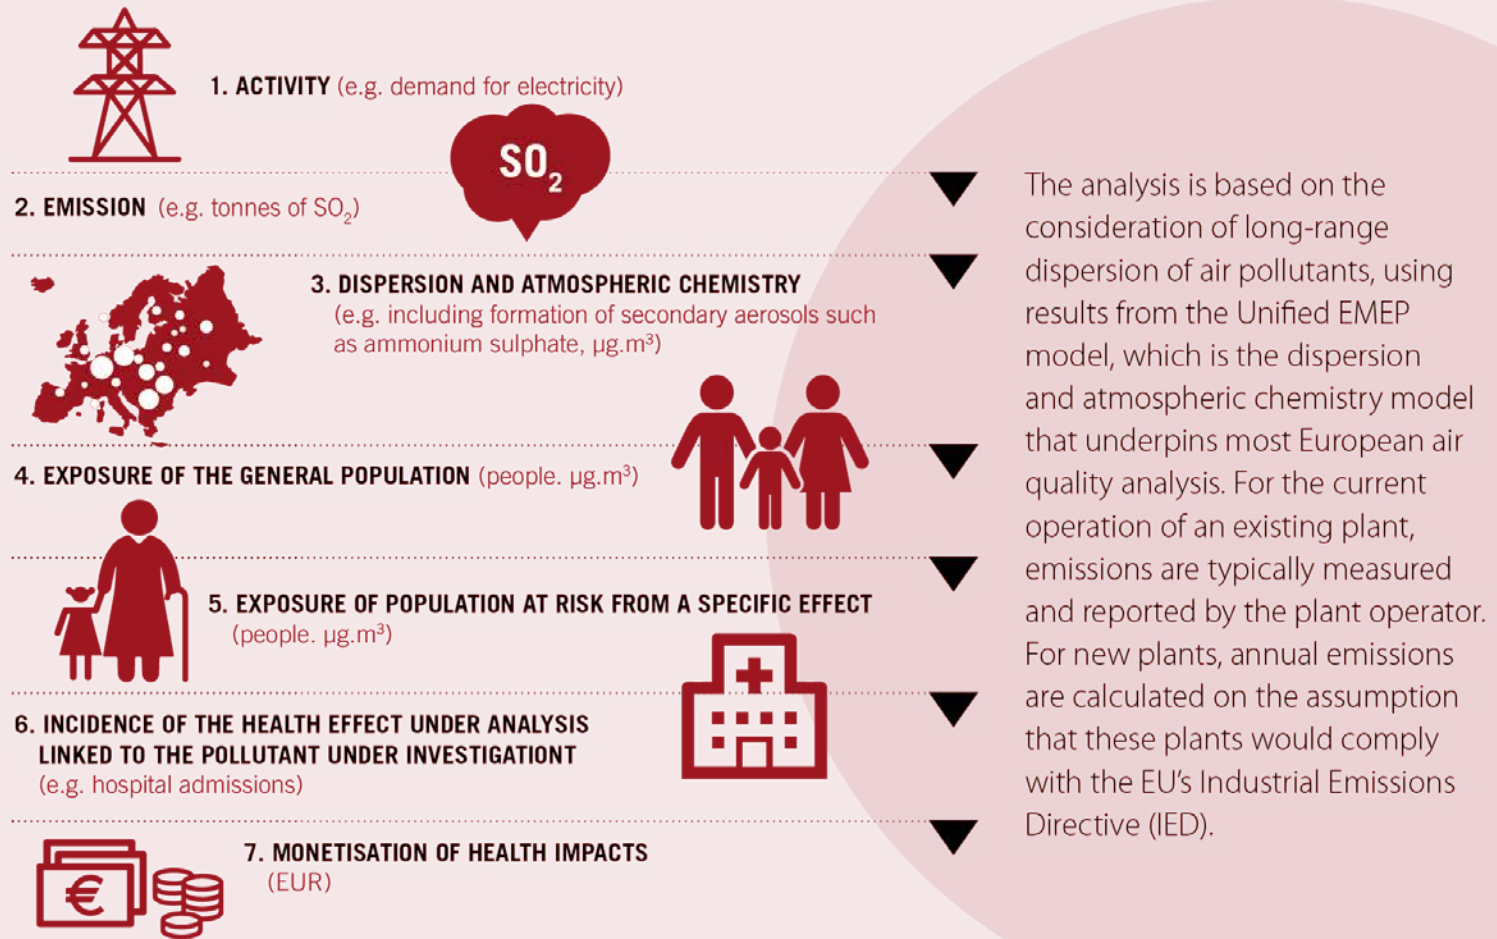 1. ACTIVITY (e.g. demand for electricity)
SO₂
2. EMISSION (e.g. tonnes of SO₂)
3. DISPERSION AND ATMOSPHERIC CHEMISTRY
(e.g. including formation of secondary aerosols such
as ammonium sulphate, µg.m³)
4. EXPOSURE OF THE GENERAL POPULATION (people. µg.m³)
5. EXPOSURE OF POPULATION AT RISK FROM A SPECIFIC EFFECT
(people. µg.m³)
6. INCIDENCE OF THE HEALTH EFFECT UNDER ANALYSIS
LINKED TO THE POLLUTANT UNDER INVESTIGATIONT
(e.g. hospital admissions)
€
7. MONETISATION OF HEALTH IMPACTS
(EUR)
The analysis is based on the
consideration of long-range
dispersion of air pollutants, using
results from the Unified EMEP
model, which is the dispersion
and atmospheric chemistry model
that underpins most European air
quality analysis. For the current
operation of an existing plant,
emissions are typically measured
and reported by the plant operator.
For new plants, annual emissions
are calculated on the assumption
that these plants would comply
with the EU's Industrial Emissions
Directive (IED).